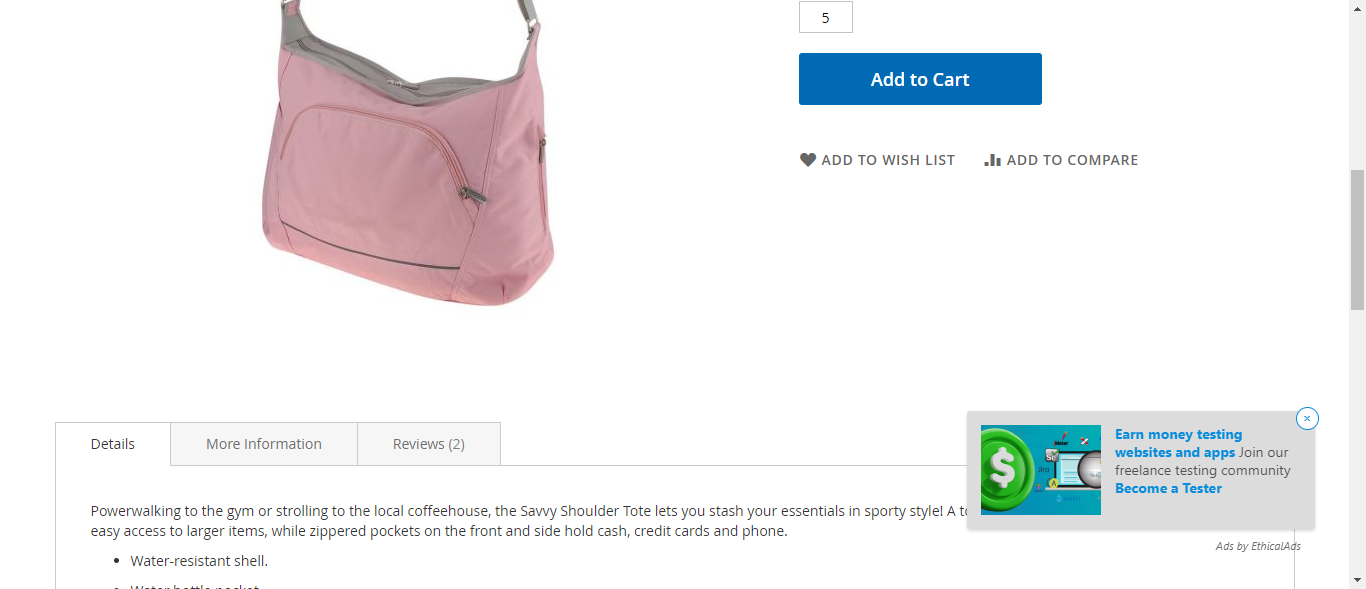 5
Add to Cart
ADD TO WISH LIST
ADD TO COMPARE
Details
More Information
Reviews (2)
Earn money testing
websites and apps Join our
freelance testing community
Become a Tester
Powerwalking to the gym or strolling to the local coffeehouse, the Savvy Shoulder Tote lets you stash your essentials in sporty style! A
easy access to larger items, while zippered pockets on the front and side hold cash, credit cards and phone.
Ads by EthicalAds
Water-resistant shell.